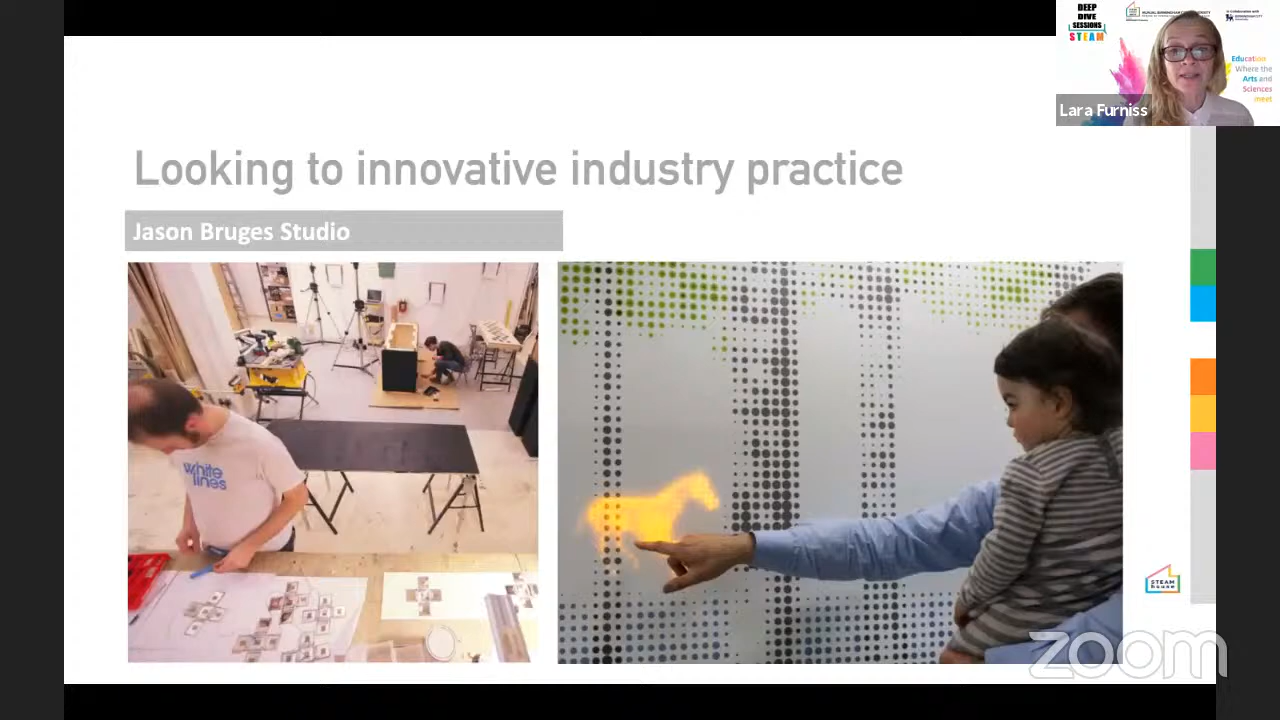 DEEP
DIVE
SESSIONS
STEAM
Education
Where the
Arts and
Sciences
meet
Lara Furniss
Looking to innovative industry practice
Jason Bruges Studio
white
lines
STEAM
house
zoom